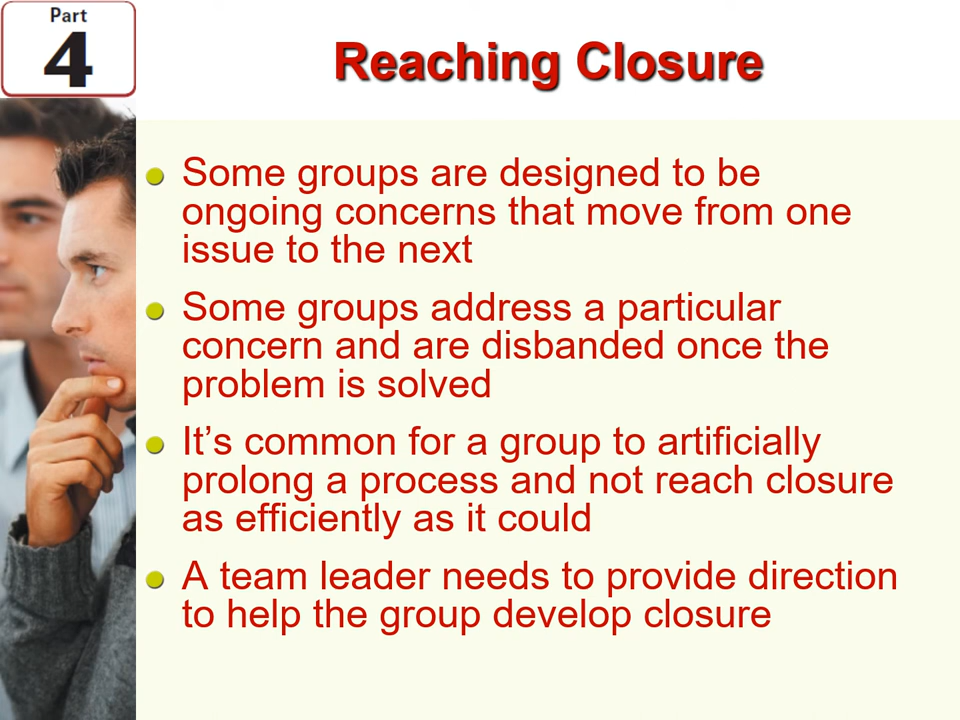 Part
4
Reaching Closure
Some groups are designed to be
ongoing concerns that move from one
issue to the next
Some groups address a particular
concern and are disbanded once the
problem is solved
It’s common for a group to artificially
prolong a process and not reach closure
as efficiently as it could
A team leader needs to provide direction
to help the group develop closure